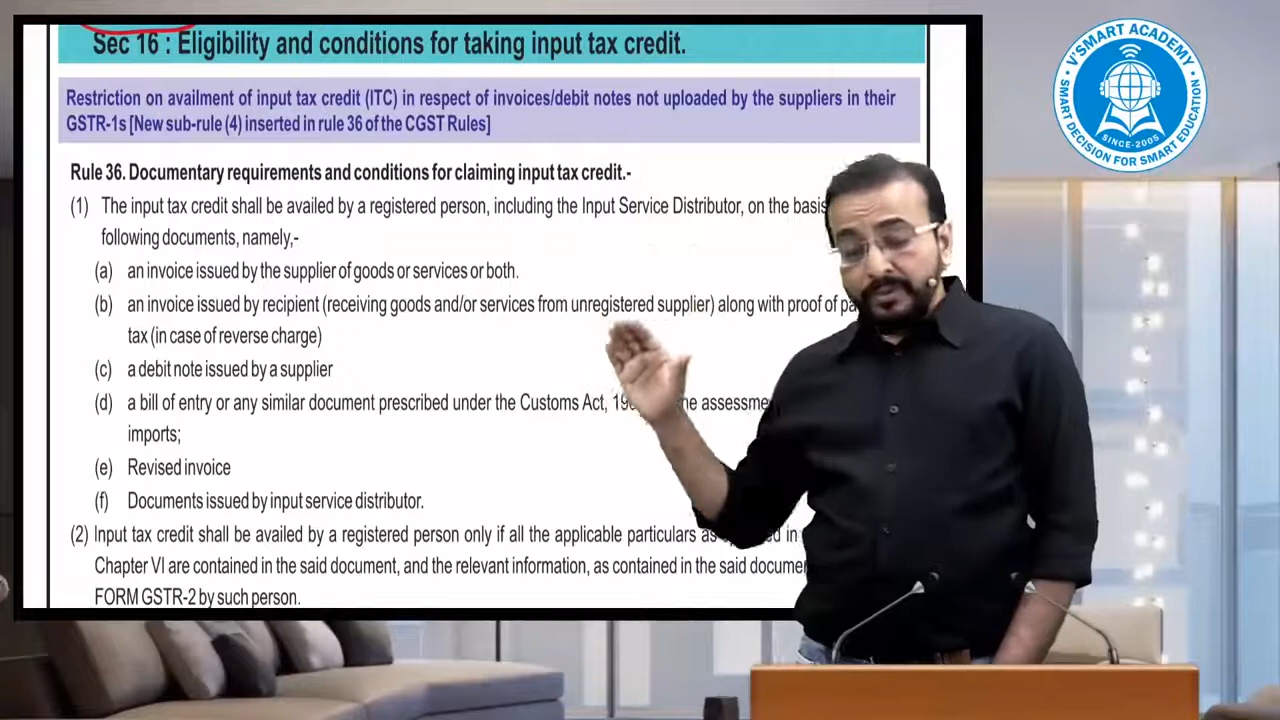 Sec 16 : Eligibility and conditions for taking input tax credit.
Restriction on availment of input tax credit (ITC) in respect of invoices/debit notes not uploaded by the suppliers in their
GSTR-1s [New sub-rule (4) inserted in rule 36 of the CGST Rules]
Rule 36. Documentary requirements and conditions for claiming input tax credit.-
(1) The input tax credit shall be availed by a registered person, including the Input Service Distributor, on the basis
following documents, namely,-
(a) an invoice issued by the supplier of goods or services or both.
(b) an invoice issued by recipient (receiving goods and/or services from unregistered supplier) along with proof of
tax (in case of reverse charge)
(c) a debit note issued by a supplier
(d) a bill of entry or any similar document prescribed under the Customs Act,
imports;
(e) Revised invoice
(f) Documents issued by input service distributor.
(2) Input tax credit shall be availed by a registered person only if all the applicable particulars as in
Chapter VI are contained in the said document, and the relevant information, as contained in the said
FORM GSTR-2 by such person.
V'SMART ACADEMY
SINCE-2005
SMART DECISION FOR SMART EDUCATION